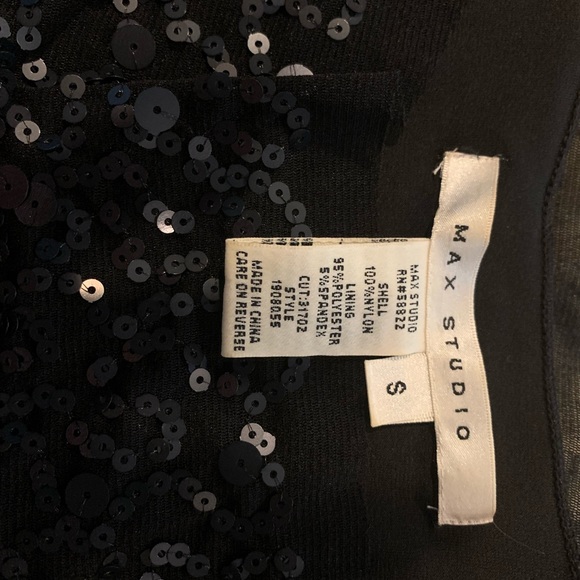 MAX STUDIO
S
MAX STUDIO
RN#58822
SHELL
100%NYLON
LINING
95%POLYESTER
5%SPANDEX
CUT:31702
STYLE
1908055
MADE IN CHINA
CARE ON REVERSE